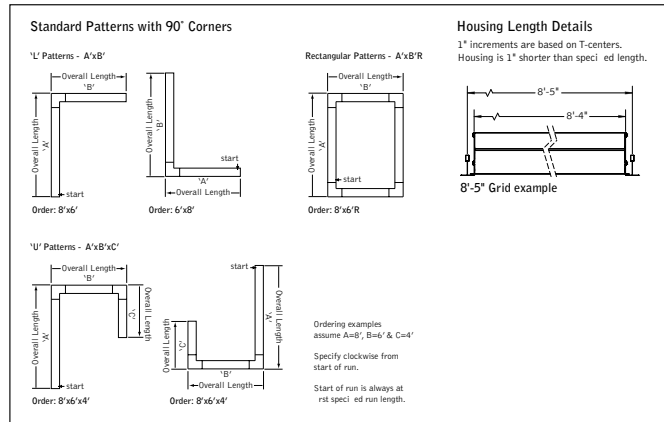 Standard Patterns with 90° Corners
'L' Patterns - A'xB'
Overall Length
'B'
Overall Length
'A'
start
Order: 8'x6'
Overall Length
'B'
start
'A'
Overall Length
Order: 6'x8'
Rectangular Patterns - A'xB'R
Overall Length
'B'
Overall Length
'A'
start
Order: 8'x6'R
Housing Length Details
1" increments are based on T-centers.
Housing is 1" shorter than speci ed length.
8'-5"
8'-4"
8'-5" Grid example
'U' Patterns - A'xB'xC'
Overall Length
'B'
Overall Length
'A'
'C'
Overall Length
start
Order: 8'x6'x4'
start
Overall Length
'C'
'A'
Overall Length
'B'
Overall Length
Order: 8'x6'x4'
Ordering examples
assume A=8', B=6' & C=4'
Specify clockwise from
start of run.
Start of run is always at
rst speci ed run length.